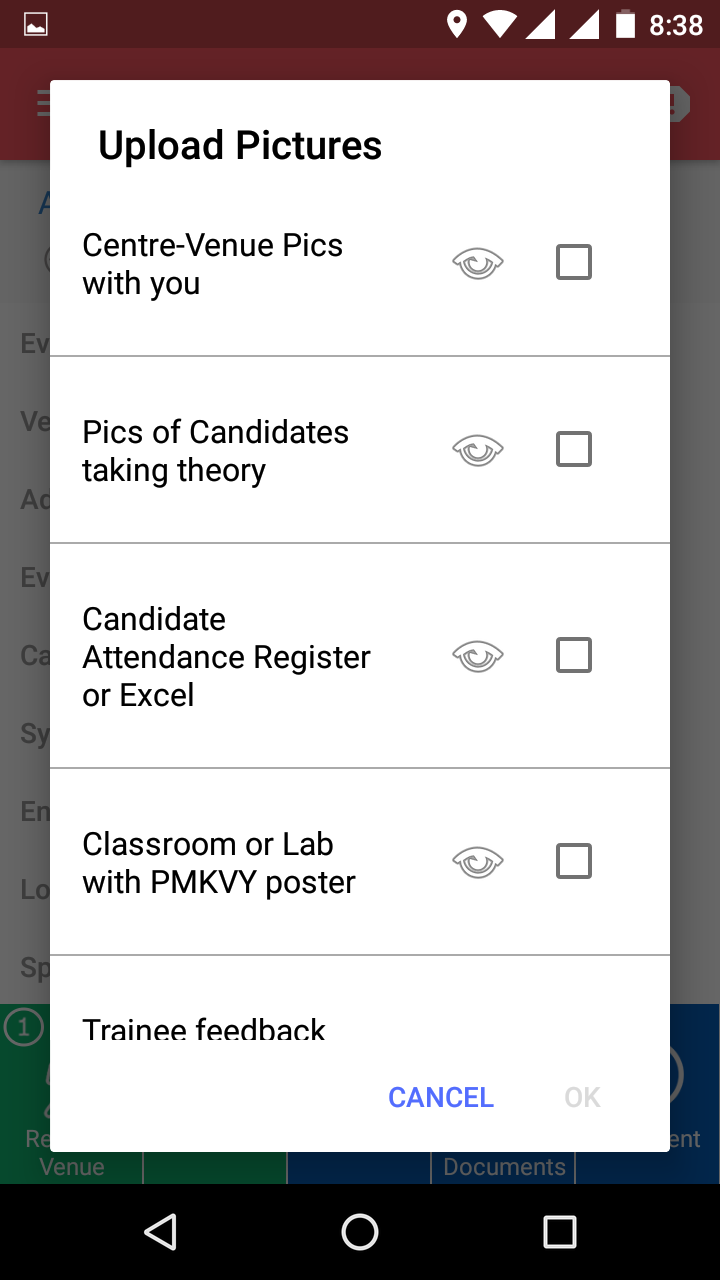 8:38
Upload Pictures
Centre-Venue Pics
with you
Pics of Candidates
taking theory
Candidate
Attendance Register
or Excel
Classroom or Lab
with PMKVY poster
Trainee feedback
CANCEL OK
1
Venue
Documents